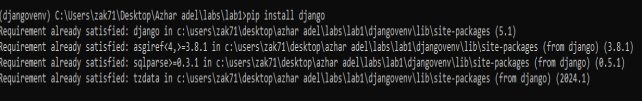 (djangovenv) C:\Users\zak71\Desktop\Azhar adel\labs\lab1>pip install django
Requirement already satisfied: django in c:\users\zak71\desktop\azhar adel\labs\lab1\djangovenv\lib\site-packages (5.1)
Requirement already satisfied: asgiref<4,>=3.8.1 in c:\users\zak71\desktop\azhar adel\labs\lab1\djangovenv\lib\site-packages (from django) (3.8.1)
Requirement already satisfied: sqlparse>=0.3.1 in c:\users\zak71\desktop\azhar adel\labs\lab1\djangovenv\lib\site-packages (from django) (0.5.1)
Requirement already satisfied: tzdata in c:\users\zak71\desktop\azhar adel\labs\lab1\djangovenv\lib\site-packages (from django) (2024.1)